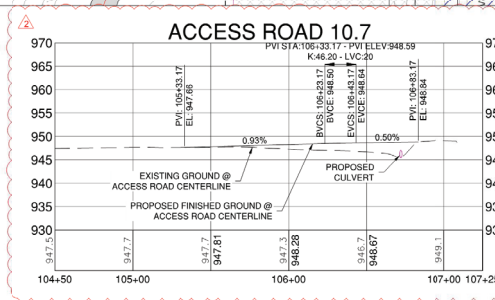 2
ACCESS ROAD 10.7
PVI STA:106+33.17 - PVI ELEV:948.59
K:46.20 - LVC:20
970
965
960
955
950
945
940
935
930
970
965
960
955
950
945
940
935
930
PVI: 105+33.17
EL: 947.66
BVCS: 106+23.17
BVCE: 948.50
EVCS: 106+43.17
EVCE: 948.64
PVI: 106+83.17
EL: 948.84
0.93%
0.50%
EXISTING GROUND @
ACCESS ROAD CENTERLINE
PROPOSED
CULVERT
PROPOSED FINISHED GROUND @
ACCESS ROAD CENTERLINE
947.5
947.7
947.7
947.81
947.3
948.28
946.7
948.67
949.1
104+50
105+00
106+00
107+00